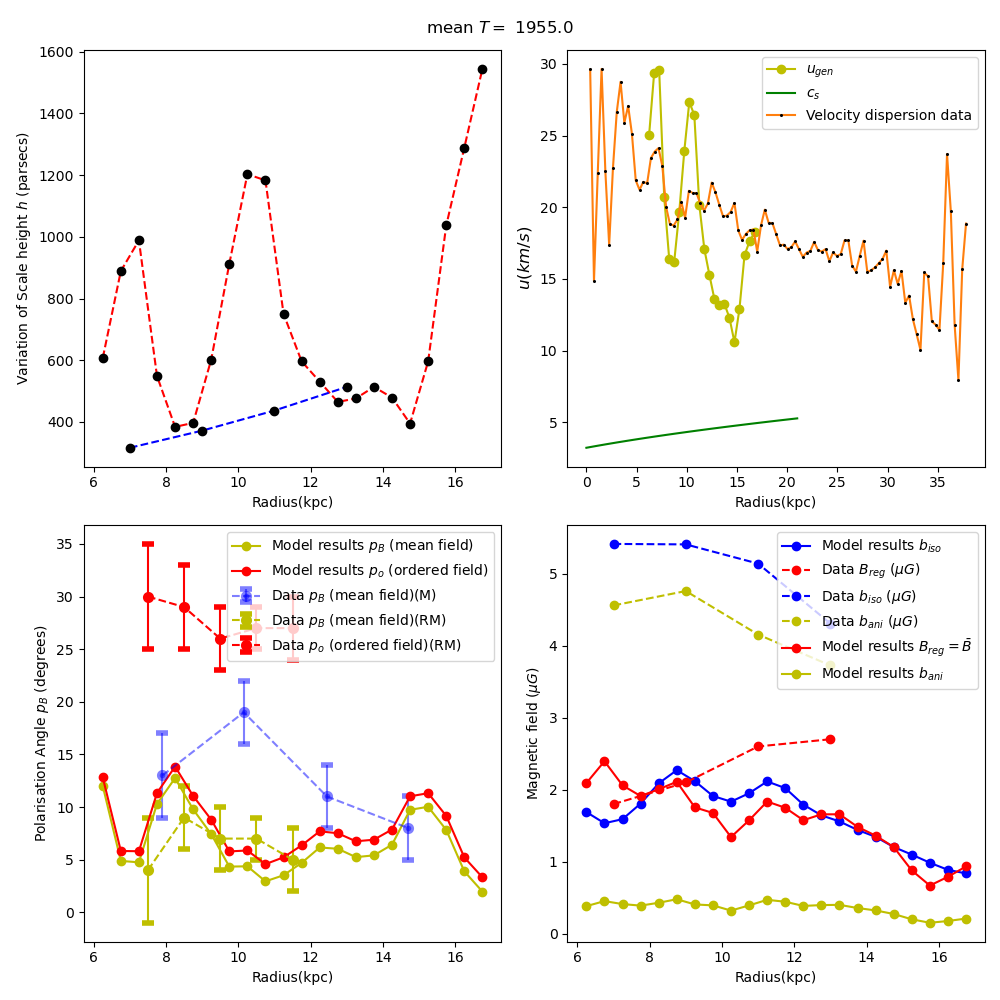 mean T = 1955.0
1600
1400
1200
1000
800
600
400
Variation of Scale height h (parsecs)
6 8 10 12 14 16
Radius(kpc)
30
25
20
15
10
5
u(km/s)
u_gen
c_s
Velocity dispersion data
0 5 10 15 20 25 30 35
Radius(kpc)
35
30
25
20
15
10
5
0
Polarisation Angle p_B (degrees)
Model results p_B (mean field)
Model results p_o (ordered field)
Data p_B (mean field)(M)
Data p_B (mean field)(RM)
Data p_o (ordered field)(RM)
6 8 10 12 14 16
Radius(kpc)
5
4
3
2
1
0
Magnetic field (μG)
Model results b_iso
Data B_reg (μG)
Data b_iso (μG)
Data b_ani (μG)
Model results B_reg = B̄
Model results b_ani
6 8 10 12 14 16
Radius(kpc)